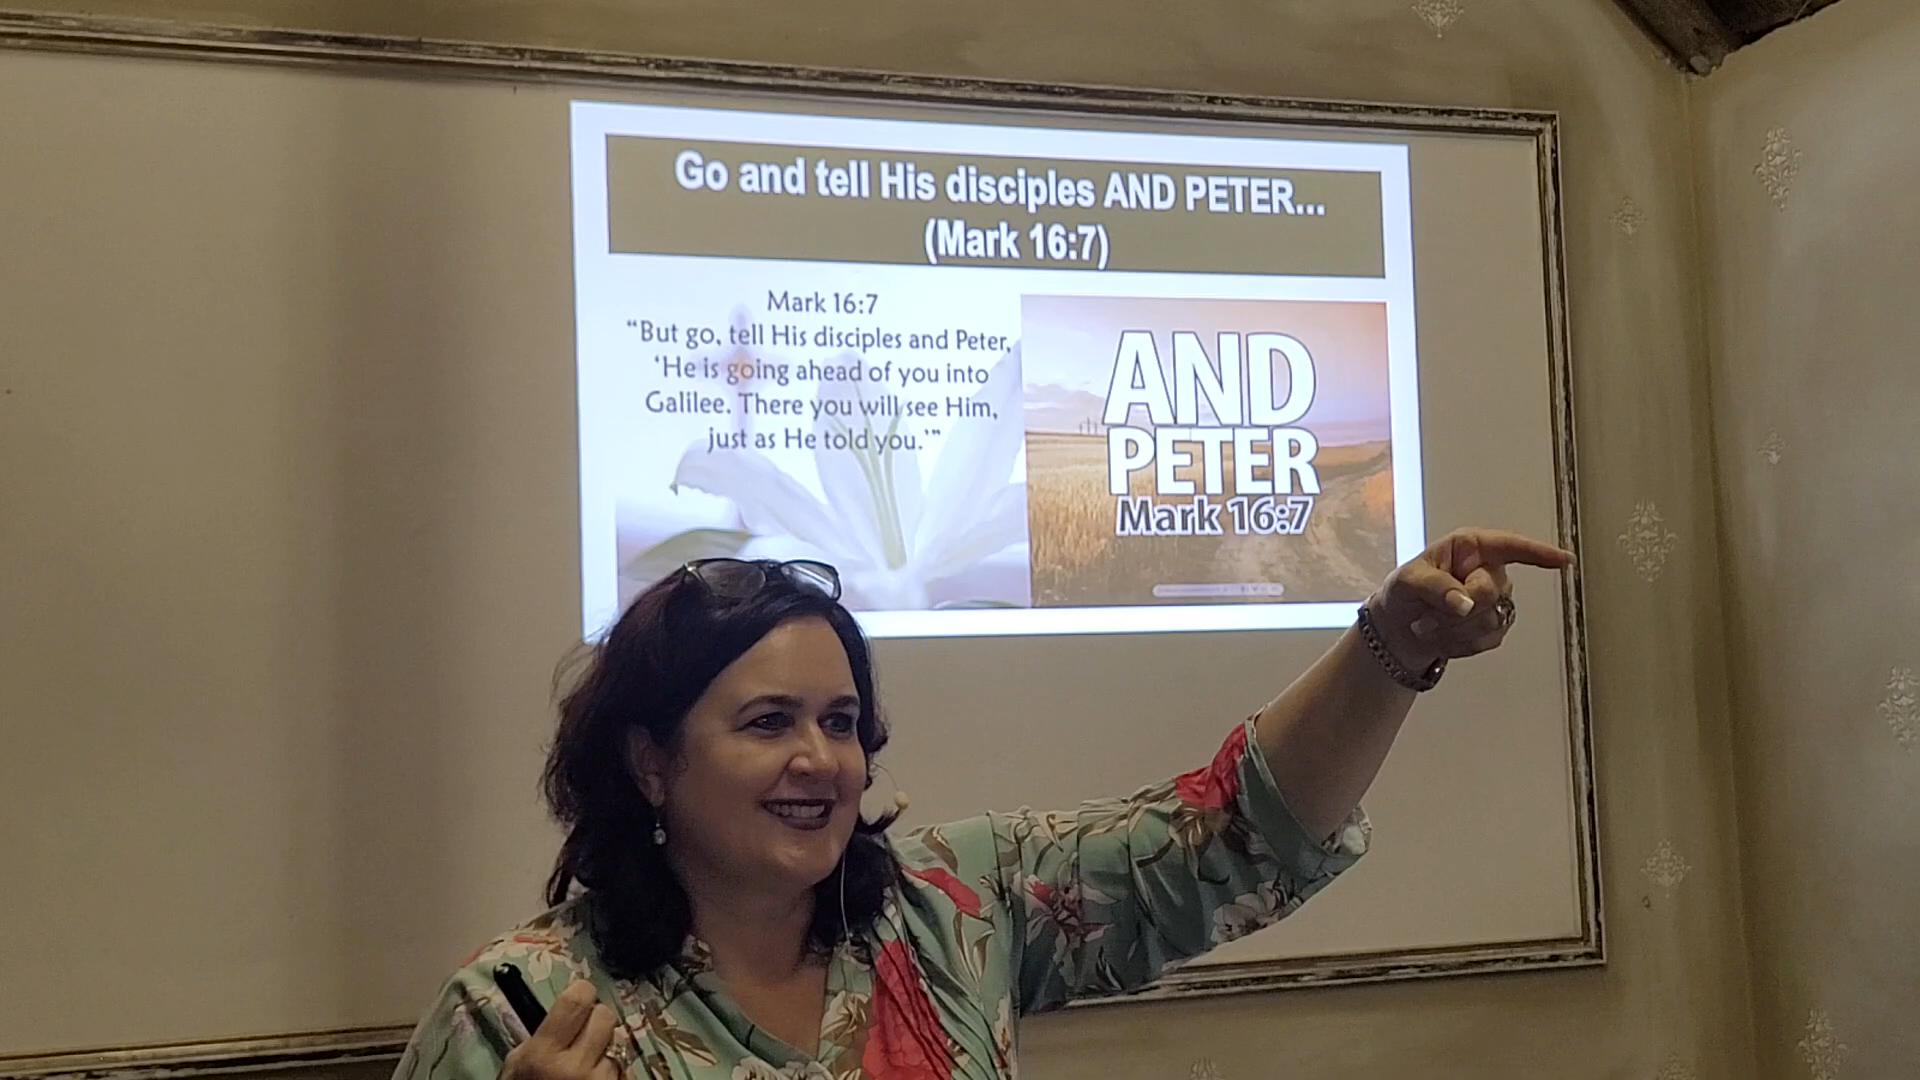 Go and tell His disciples AND PETER...
(Mark 16:7)
Mark 16:7
“But go, tell His disciples and Peter,
‘He is going ahead of you into
Galilee. There you will see Him,
just as He told you.’”
AND
PETER
Mark 16:7